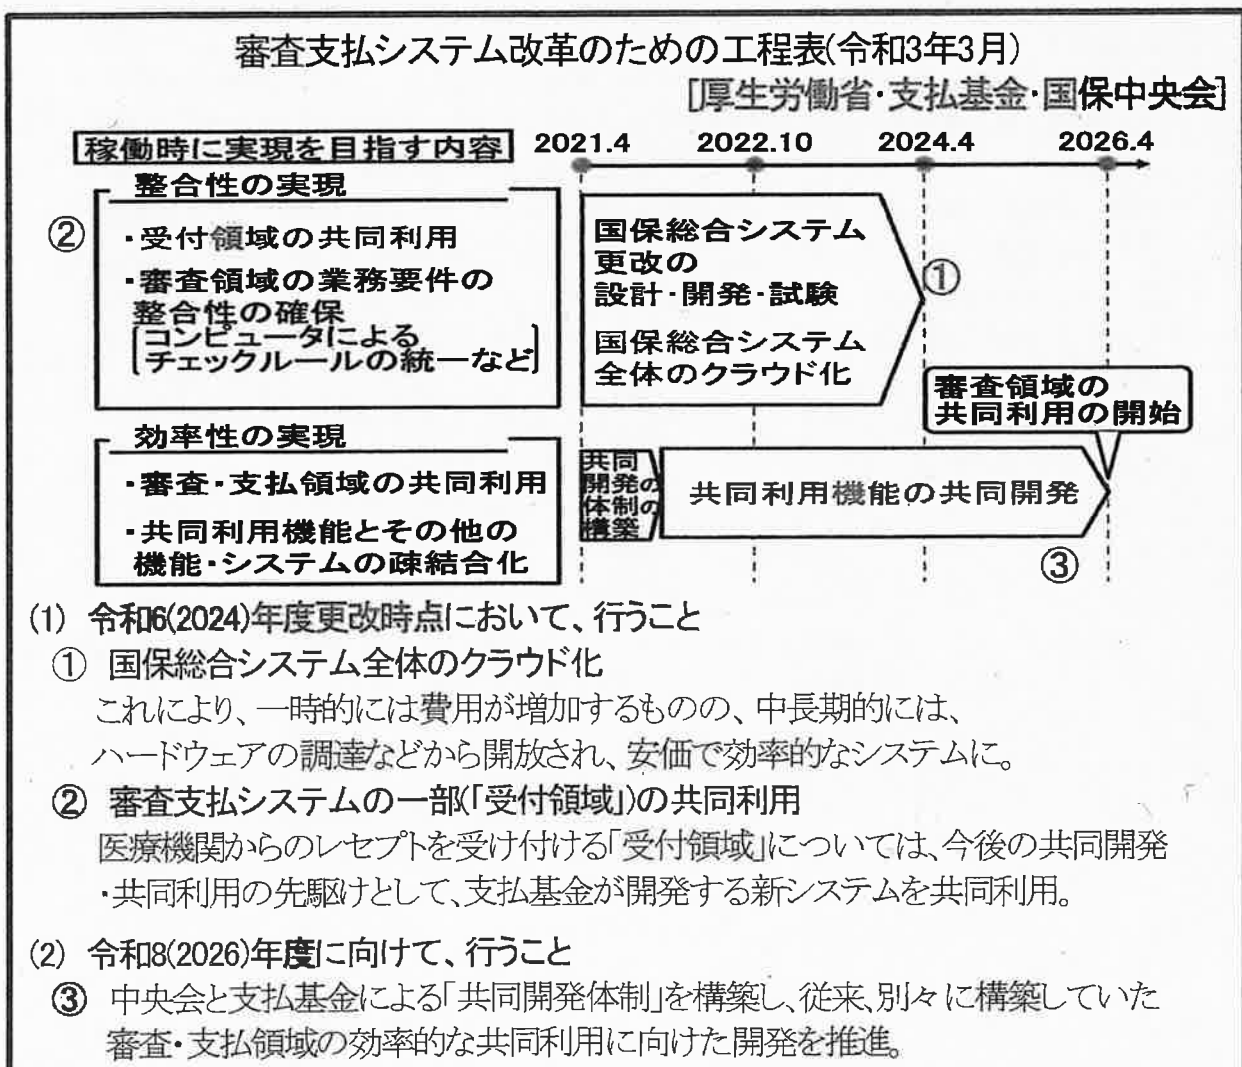 審査支払システム改革のための工程表(令和3年3月)
[厚生労働省・支払基金・国保中央会]
稼働時に実現を目指す内容
2021.4 2022.10 2024.4 2026.4
整合性の実現
②
・受付領域の共同利用
・審査領域の業務要件の
整合性の確保
[コンピュータによる
チェックルールの統一など]
国保総合システム
更改の
設計・開発・試験
国保総合システム
全体のクラウド化
①
審査領域の
共同利用の開始
効率性の実現
・審査・支払領域の共同利用
・共同利用機能とその他の
機能・システムの疎結合化
共同
開発の
体制の
構築
共同利用機能の共同開発
③
(1) 令和6(2024)年度更改時点において、行うこと
① 国保総合システム全体のクラウド化
これにより、一時的には費用が増加するものの、中長期的には、
ハードウェアの調達などから開放され、安価で効率的なシステムに。
② 審査支払システムの一部(「受付領域」)の共同利用
医療機関からのレセプトを受け付ける「受付領域」については、今後の共同開発
・共同利用の先駆けとして、支払基金が開発する新システムを共同利用。
(2) 令和8(2026)年度に向けて、行うこと
③ 中央会と支払基金による「共同開発体制」を構築し、従来、別々に構築していた
審査・支払領域の効率的な共同利用に向けた開発を推進。